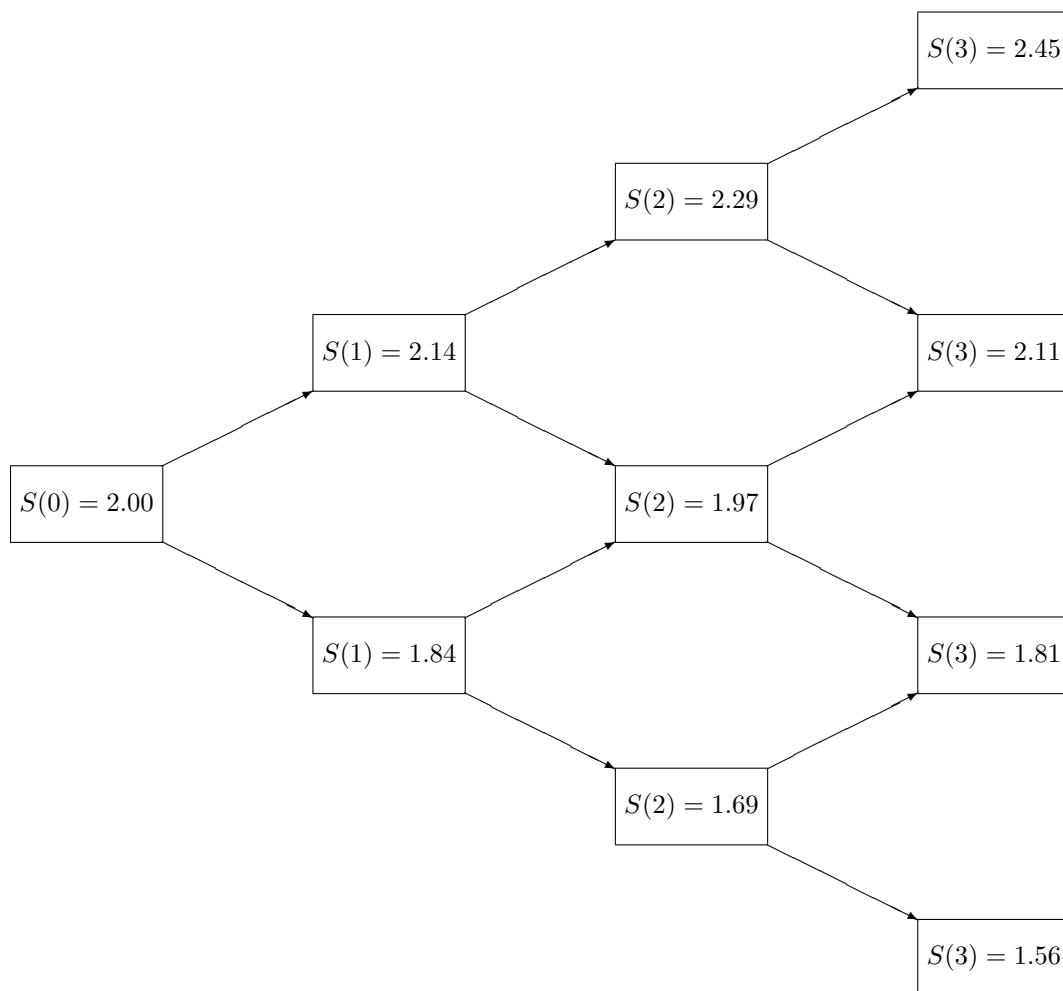 S(3) = 2.45
S(2) = 2.29
S(1) = 2.14
S(3) = 2.11
S(0) = 2.00
S(2) = 1.97
S(1) = 1.84
S(3) = 1.81
S(2) = 1.69
S(3) = 1.56